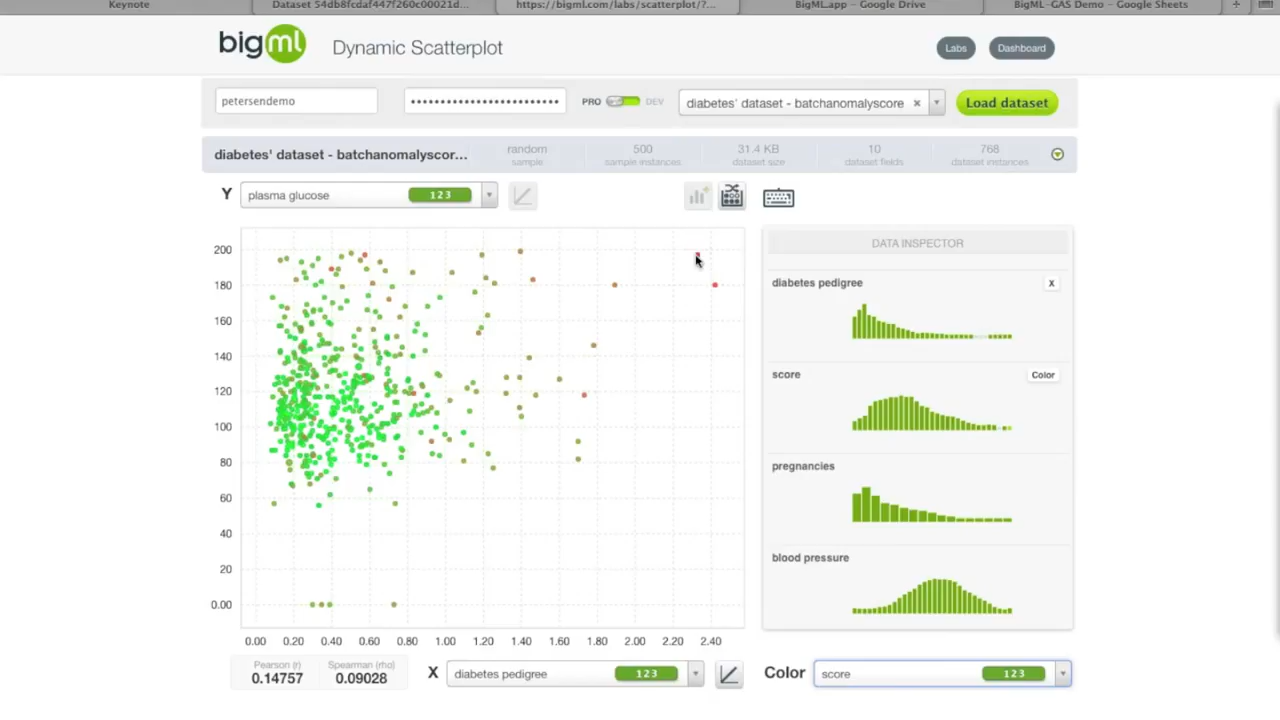 Keynote
Dataset 54db8fcdaf447f260c00021d...
https://bigml.com/labs/scatterplot/?...
BigML.app – Google Drive
BigML-GAS Demo – Google Sheets
bigml
Dynamic Scatterplot
Labs
Dashboard
petersendemo
PRO
DEV
diabetes' dataset - batchanomalyscore
Load dataset
diabetes' dataset - batchanomalyscor...
random
sample
500
sample instances
31.4 KB
dataset size
10
dataset fields
768
dataset instances
Y
plasma glucose
123
DATA INSPECTOR
diabetes pedigree
X
score
Color
pregnancies
blood pressure
200
180
160
140
120
100
80
60
40
20
0.00
0.00 0.20 0.40 0.60 0.80 1.00 1.20 1.40 1.60 1.80 2.00 2.20 2.40
Pearson (r)
0.14757
Spearman (rho)
0.09028
X
diabetes pedigree
123
Color
score
123